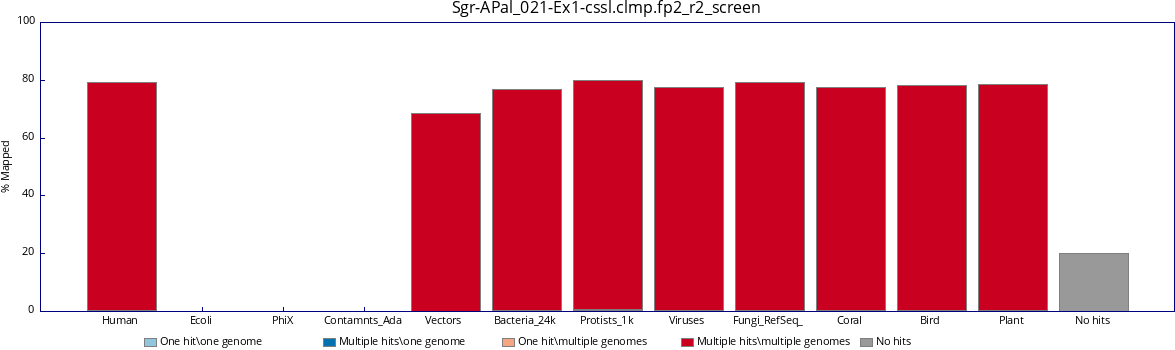 Sgr-APal_021-Ex1-cssl.clmp.fp2_r2_screen
100
80
60
40
20
0
% Mapped
Human Ecoli PhiX Contamnts_Ada Vectors Bacteria_24k Protists_1k Viruses Fungi_RefSeq_ Coral Bird Plant No hits
One hit\one genome Multiple hits\one genome One hit\multiple genomes Multiple hits\multiple genomes No hits